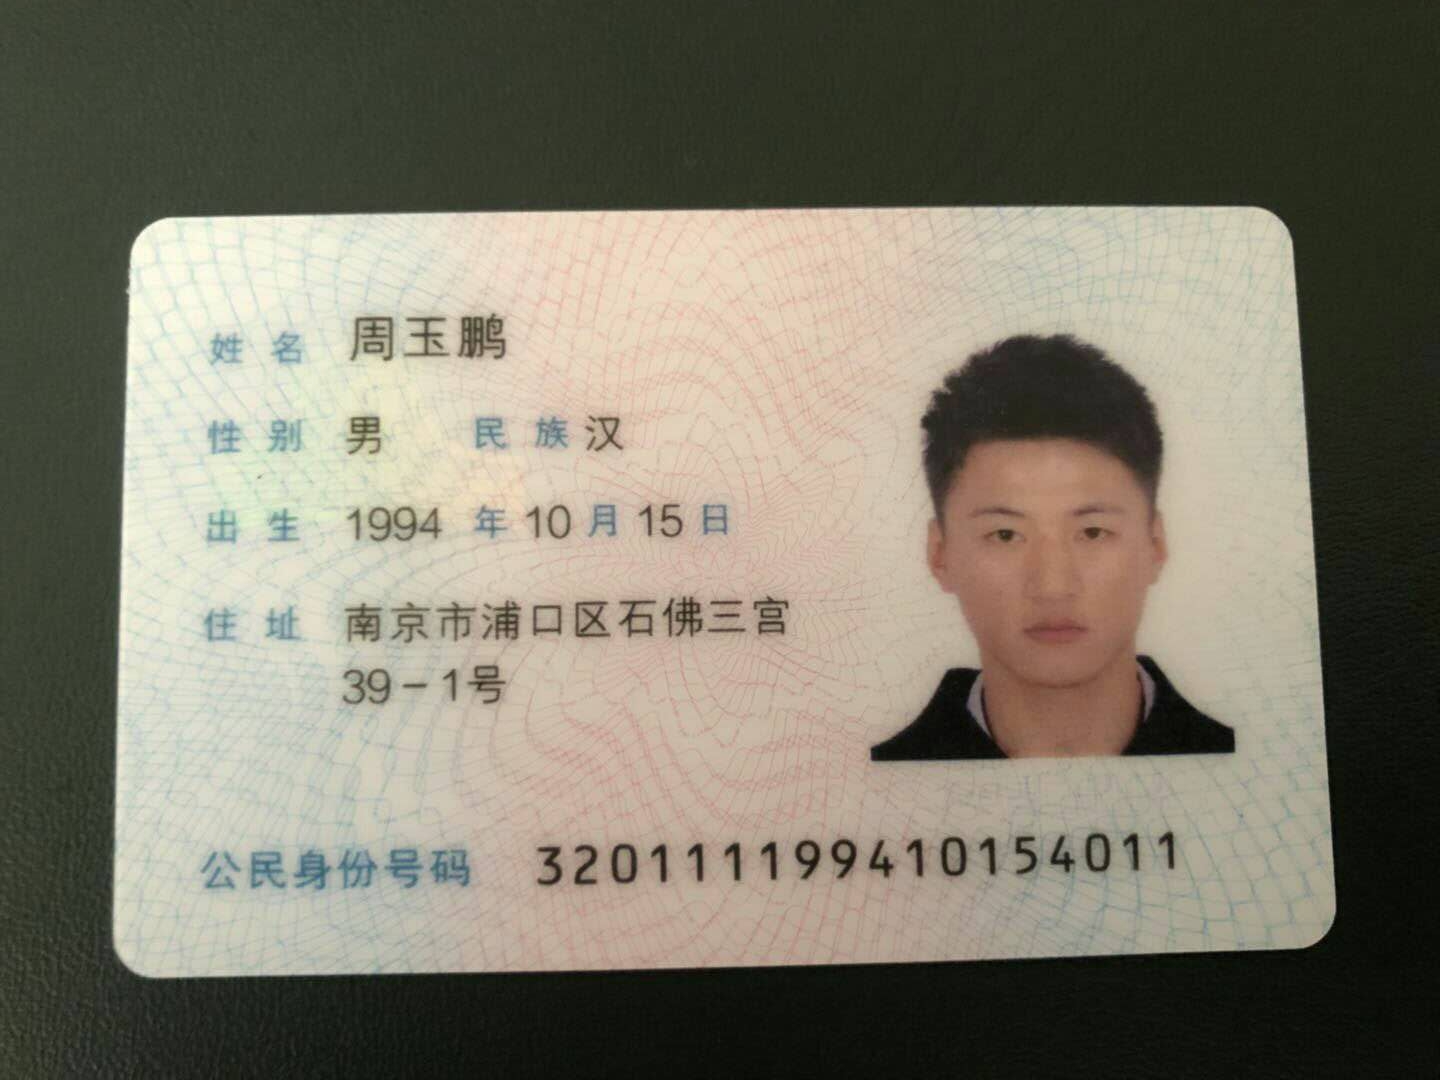 姓名 周玉鹏
性别 男 民族 汉
出生 1994 年 10 月 15 日
住址 南京市浦口区石佛三宫
39-1号
公民身份号码 320111199410154011